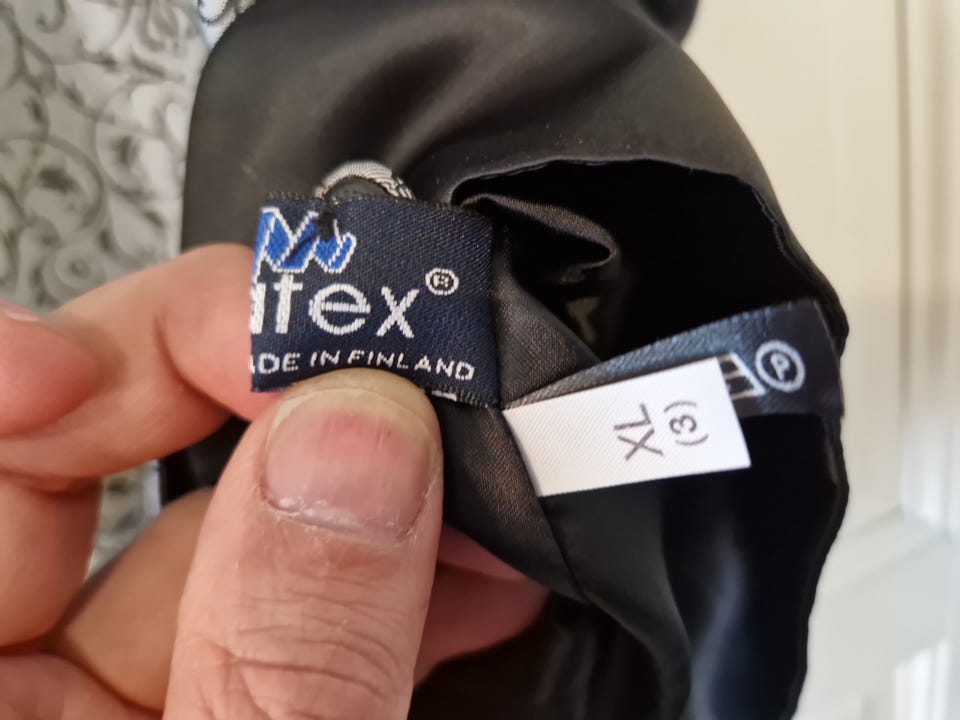 atex®
ADE IN FINLAND
XL
(3)
P